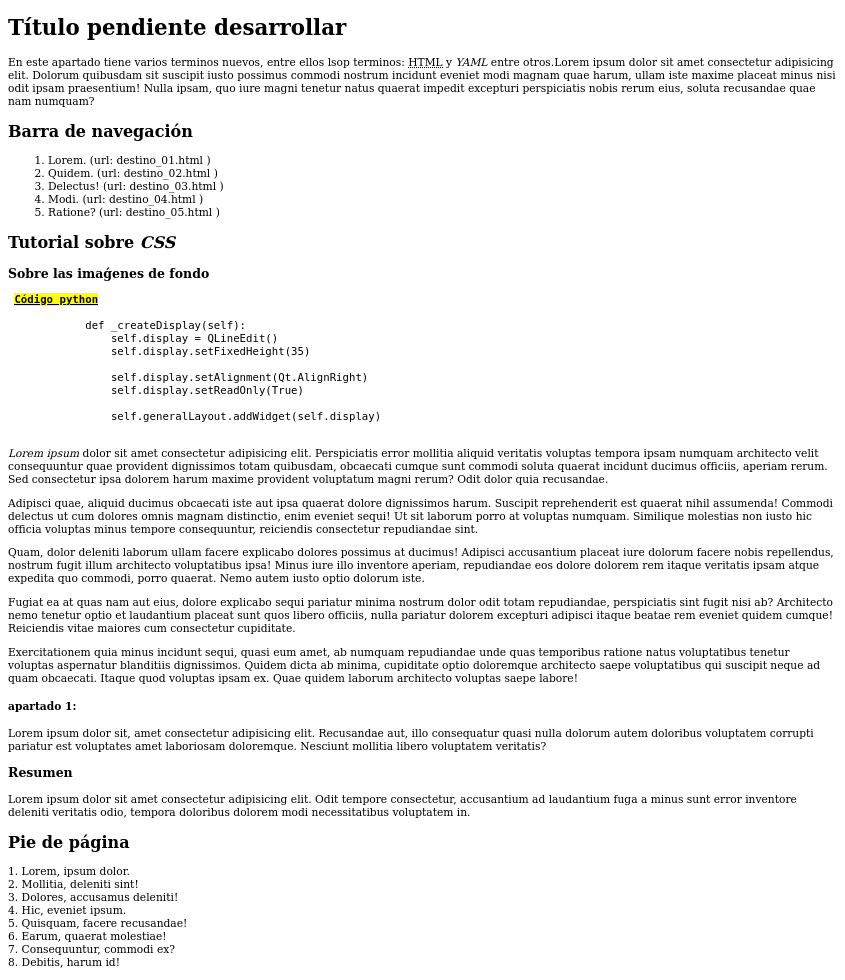 Título pendiente desarrollar
En este apartado tiene varios terminos nuevos, entre ellos lsop terminos: HTML y YAML entre otros.Lorem ipsum dolor sit amet consectetur adipisicing
elit. Dolorum quibusdam sit suscipit iusto possimus commodi nostrum incidunt eveniet modi magnam quae harum, ullam iste maxime placeat minus nisi
odit ipsam praesentium! Nulla ipsam, quo iure magni tenetur natus quaerat impedit excepturi perspiciatis nobis rerum eius, soluta recusandae quae
nam numquam?
Barra de navegación
1. Lorem. (url: destino_01.html )
2. Quidem. (url: destino_02.html )
3. Delectus! (url: destino_03.html )
4. Modi. (url: destino_04.html )
5. Ratione? (url: destino_05.html )
Tutorial sobre CSS
Sobre las imaǵenes de fondo
Código python
def _createDisplay(self):
self.display = QLineEdit()
self.display.setFixedHeight(35)
self.display.setAlignment(Qt.AlignRight)
self.display.setReadOnly(True)
self.generalLayout.addWidget(self.display)
Lorem ipsum dolor sit amet consectetur adipisicing elit. Perspiciatis error mollitia aliquid veritatis voluptas tempora ipsam numquam architecto velit
consequuntur quae provident dignissimos totam quibusdam, obcaecati cumque sunt commodi soluta quaerat incidunt ducimus officiis, aperiam rerum.
Sed consectetur ipsa dolorem harum maxime provident voluptatum magni rerum? Odit dolor quia recusandae.
Adipisci quae, aliquid ducimus obcaecati iste aut ipsa quaerat dolore dignissimos harum. Suscipit reprehenderit est quaerat nihil assumenda! Commodi
delectus ut cum dolores omnis magnam distinctio, enim eveniet sequi! Ut sit laborum porro at voluptas numquam. Similique molestias non iusto hic
officia voluptas minus tempore consequuntur, reiciendis consectetur repudiandae sint.
Quam, dolor deleniti laborum ullam facere explicabo dolores possimus at ducimus! Adipisci accusantium placeat iure dolorum facere nobis repellendus,
nostrum fugit illum architecto voluptatibus ipsa! Minus iure illo inventore aperiam, repudiandae eos dolore dolorem rem itaque veritatis ipsam atque
expedita quo commodi, porro quaerat. Nemo autem iusto optio dolorum iste.
Fugiat ea at quas nam aut eius, dolore explicabo sequi pariatur minima nostrum dolor odit totam repudiandae, perspiciatis sint fugit nisi ab? Architecto
nemo tenetur optio et laudantium placeat sunt quos libero officiis, nulla pariatur dolorem excepturi adipisci itaque beatae rem eveniet quidem cumque!
Reiciendis vitae maiores cum consectetur cupiditate.
Exercitationem quia minus incidunt sequi, quasi eum amet, ab numquam repudiandae unde quas temporibus ratione natus voluptatibus tenetur
voluptas aspernatur blanditiis dignissimos. Quidem dicta ab minima, cupiditate optio doloremque architecto saepe voluptatibus qui suscipit neque ad
quam obcaecati. Itaque quod voluptas ipsam ex. Quae quidem laborum architecto voluptas saepe labore!
apartado 1:
Lorem ipsum dolor sit, amet consectetur adipisicing elit. Recusandae aut, illo consequatur quasi nulla dolorum autem doloribus voluptatem corrupti
pariatur est voluptates amet laboriosam doloremque. Nesciunt mollitia libero voluptatem veritatis?
Resumen
Lorem ipsum dolor sit amet consectetur adipisicing elit. Odit tempore consectetur, accusantium ad laudantium fuga a minus sunt error inventore
deleniti veritatis odio, tempora doloribus dolorem modi necessitatibus voluptatem in.
Pie de página
1. Lorem, ipsum dolor.
2. Mollitia, deleniti sint!
3. Dolores, accusamus deleniti!
4. Hic, eveniet ipsum.
5. Quisquam, facere recusandae!
6. Earum, quaerat molestiae!
7. Consequuntur, commodi ex?
8. Debitis, harum id!